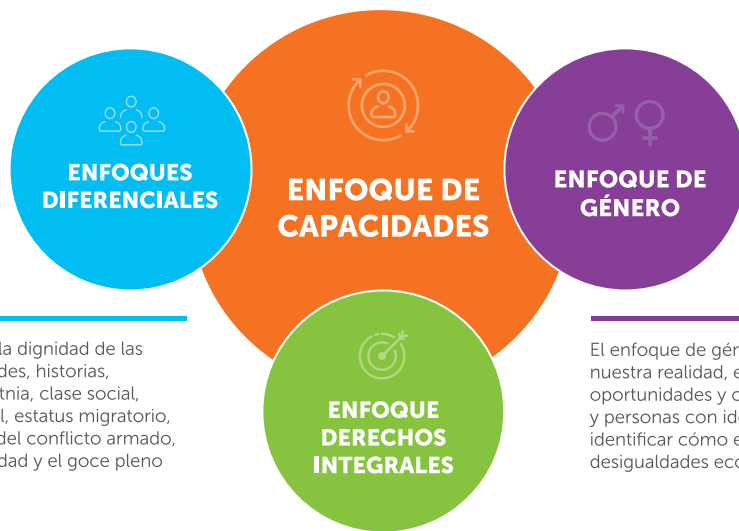 ENFOQUES
DIFERENCIALES
ENFOQUE DE
CAPACIDADES
ENFOQUE DE
GÉNERO
ENFOQUE
DERECHOS
INTEGRALES
la dignidad de las
des, historias,
tnia, clase social,
l, estatus migratorio,
del conflicto armado,
dad y el goce pleno
El enfoque de gén
nuestra realidad, e
oportunidades y c
y personas con ide
identificar cómo e
desigualdades eco